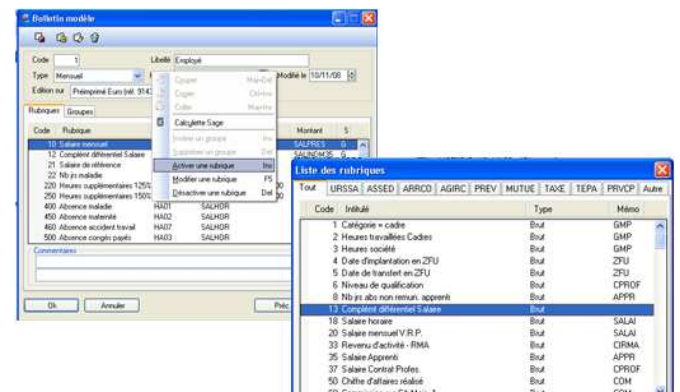 Bulletin modèle
Code 1 Libellé Employé
Type Mensuel Modifié le 10/11/08
Edition sur Préimprimé Euro (réf. 9143
Rubriques Groupes
Code Rubrique Montant S
10 Salaire mensuel SALPRES G
12 Complément différentiel Salaire G
21 Salaire de référence
22 Nb jrs maladie
220 Heures supplémentaires 125%
250 Heures supplémentaires 150%
400 Absence maladie HA01 SALHOR
450 Absence maternité HA02 SALHOR
460 Absence accident travail HA07 SALHOR
500 Absence congés payés HA03 SALHOR
Commentaires
Ok Annuler Préc
Couper
Copier
Coller
Calculette Sage
Insérer un groupe Ins
Supprimer un groupe Del
Activer une rubrique Ins
Modifier une rubrique F5
Désactiver une rubrique Del
Liste des rubriques
Tout URSSA ASSED ARRCO AGIRC PREV MUTUE TAXE TEPA PRVCP Autre
Code Intitulé Type Mémo
1 Catégorie = cadre Brut GMP
2 Heures travaillées Cadres Brut GMP
3 Heures société Brut GMP
4 Date d'implantation en ZFU Brut ZFU
5 Date de transfert en ZFU Brut ZFU
6 Niveau de qualification Brut CPROF
8 Nb jrs abs non remun. apprenti Brut APPR
13 Complént différentiel Salaire Brut
18 Salaire horaire Brut SALAI
20 Salaire mensuel V.R.P. Brut SALAI
33 Revenu d'activité - RMA Brut CIRMA
35 Salaire Apprenti Brut APPR
37 Salaire Contrat Profes. Brut CPROF
50 Chiffre d'affaires réalisé Brut COM